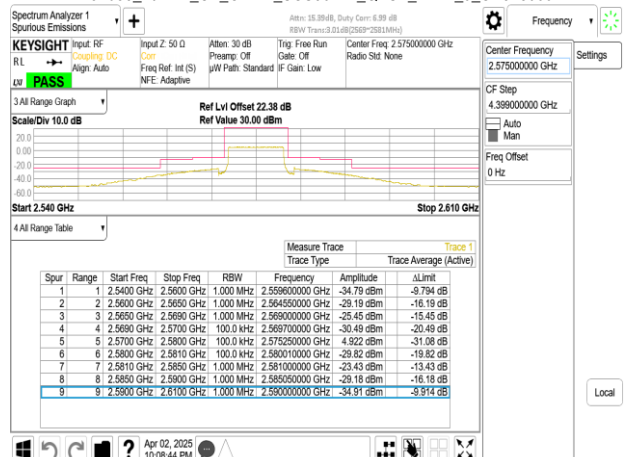 Spectrum Analyzer 1
Spurious Emissions
Attn: 15.39dB, Duty Corr: 6.99 dB
RBW Trans:3.01dB(2569~2581MHz)
Frequency
KEYSIGHT
Input: RF
Input Z: 50 Ω
Atten: 30 dB
Trig: Free Run
Center Freq: 2.575000000 GHz
RL
Coupling: DC
Corr
Preamp: Off
Gate: Off
Radio Std: None
Align: Auto
Freq Ref: Int (S)
µW Path: Standard
IF Gain: Low
LXI
PASS
NFE: Adaptive
Center Frequency
2.575000000 GHz
Settings
CF Step
4.399000000 GHz
Auto
Man
Freq Offset
0 Hz
3 All Range Graph
Ref Lvl Offset 22.38 dB
Scale/Div 10.0 dB
Ref Value 30.00 dBm
20.0
0.00
-20.0
-40.0
-60.0
Start 2.540 GHz
Stop 2.610 GHz
4 All Range Table
Measure Trace Trace 1
Trace Type Trace Average (Active)
Spur Range Start Freq Stop Freq RBW Frequency Amplitude ΔLimit
1 1 2.5400 GHz 2.5600 GHz 1.000 MHz 2.559600000 GHz -34.79 dBm -9.794 dB
2 2 2.5600 GHz 2.5650 GHz 1.000 MHz 2.564550000 GHz -29.19 dBm -16.19 dB
3 3 2.5650 GHz 2.5690 GHz 1.000 MHz 2.569000000 GHz -25.45 dBm -15.45 dB
4 4 2.5690 GHz 2.5700 GHz 100.0 kHz 2.569700000 GHz -30.49 dBm -20.49 dB
5 5 2.5700 GHz 2.5800 GHz 100.0 kHz 2.575250000 GHz 4.922 dBm -31.08 dB
6 6 2.5800 GHz 2.5810 GHz 100.0 kHz 2.580010000 GHz -29.82 dBm -19.82 dB
7 7 2.5810 GHz 2.5850 GHz 1.000 MHz 2.581000000 GHz -23.43 dBm -13.43 dB
8 8 2.5850 GHz 2.5900 GHz 1.000 MHz 2.585050000 GHz -29.18 dBm -16.18 dB
9 9 2.5900 GHz 2.6100 GHz 1.000 MHz 2.590000000 GHz -34.91 dBm -9.914 dB
Local
?
Apr 02, 2025
10:08:44 PM